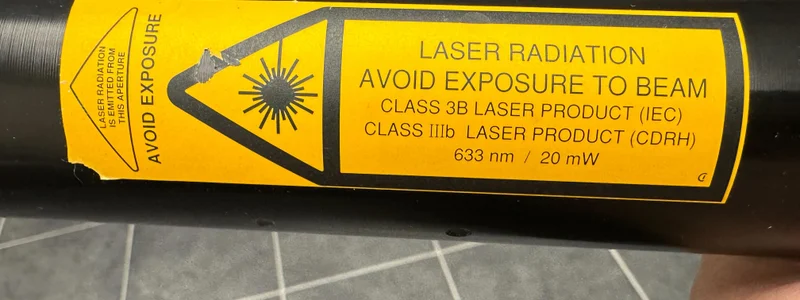 LASER RADIATION
IS EMITTED FROM
THIS APERTURE
AVOID EXPOSURE
LASER RADIATION
AVOID EXPOSURE TO BEAM
CLASS 3B LASER PRODUCT (IEC)
CLASS IIIb LASER PRODUCT (CDRH)
633 nm / 20 mW